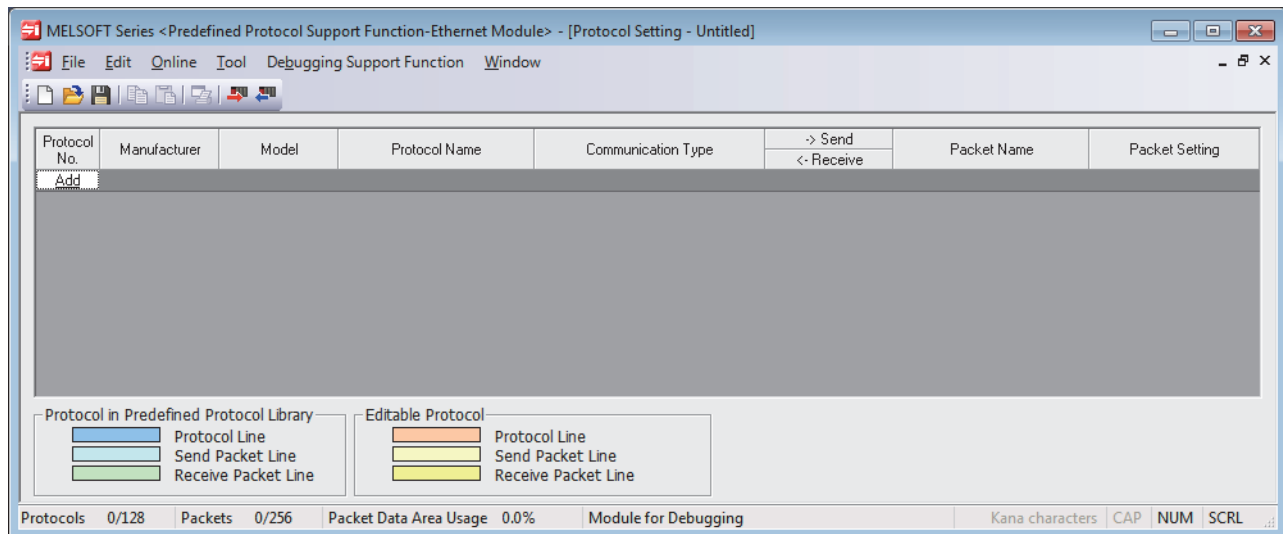 MELSOFT Series <Predefined Protocol Support Function-Ethernet Module> - [Protocol Setting - Untitled]
File Edit Online Tool Debugging Support Function Window
Protocol No. Manufacturer Model Protocol Name Communication Type -> Send <- Receive Packet Name Packet Setting
Add
Protocol in Predefined Protocol Library Editable Protocol
Protocol Line Protocol Line
Send Packet Line Send Packet Line
Receive Packet Line Receive Packet Line
Protocols 0/128 Packets 0/256 Packet Data Area Usage 0.0% Module for Debugging Kana characters CAP NUM SCRL